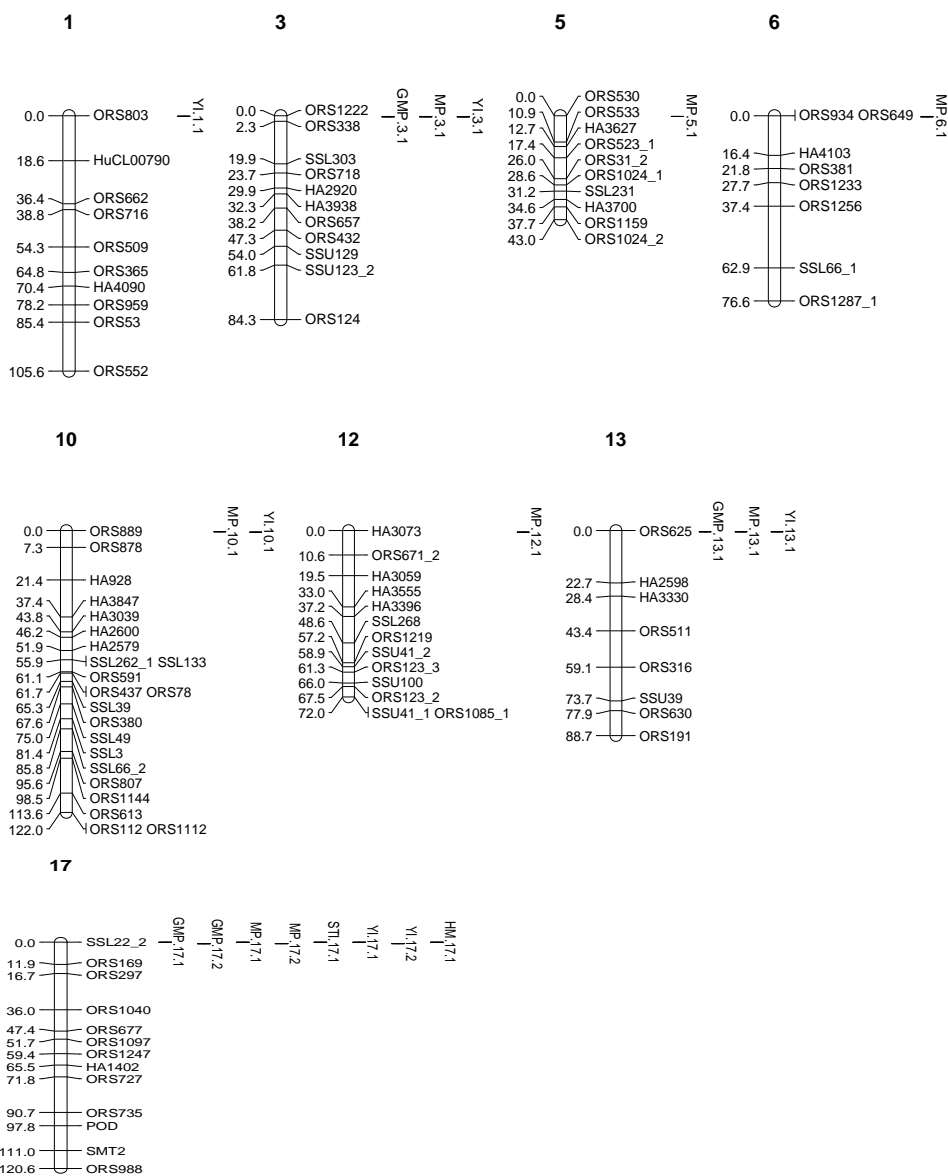 1
0.0 ORS803
18.6 HuCL00790
36.4 ORS662
38.8 ORS716
54.3 ORS509
64.8 ORS365
70.4 HA4090
78.2 ORS959
85.4 ORS53
105.6 ORS552
YI.1.1
3
0.0 ORS1222
2.3 ORS338
19.9 SSL303
23.7 ORS718
29.9 HA2920
32.3 HA3938
38.2 ORS657
47.3 ORS432
54.0 SSU129
61.8 SSU123_2
84.3 ORS124
GMP.3.1
MP.3.1
YI.3.1
5
0.0 ORS530
10.9 ORS533
12.7 HA3627
17.4 ORS523_1
26.0 ORS31_2
28.6 ORS1024_1
31.2 SSL231
34.6 HA3700
37.7 ORS1159
43.0 ORS1024_2
MP.5.1
6
0.0 ORS934 ORS649
16.4 HA4103
21.8 ORS381
27.7 ORS1233
37.4 ORS1256
62.9 SSL66_1
76.6 ORS1287_1
MP.6.1
10
0.0 ORS889
7.3 ORS878
21.4 HA928
37.4 HA3847
43.8 HA3039
46.2 HA2600
51.9 HA2579
55.9 SSL262_1 SSL133
61.1 ORS591
61.7 ORS437 ORS78
65.3 SSL39
67.6 ORS380
75.0 SSL49
81.4 SSL3
85.8 SSL66_2
95.6 ORS807
98.5 ORS1144
113.6 ORS613
122.0 ORS112 ORS1112
MP.10.1
YI.10.1
12
0.0 HA3073
10.6 ORS671_2
19.5 HA3059
33.0 HA3555
37.2 HA3396
48.6 SSL268
57.2 ORS1219
58.9 SSU41_2
61.3 ORS123_3
66.0 SSU100
67.5 ORS123_2
72.0 SSU41_1 ORS1085_1
MP.12.1
13
0.0 ORS625
22.7 HA2598
28.4 HA3330
43.4 ORS511
59.1 ORS316
73.7 SSU39
77.9 ORS630
88.7 ORS191
GMP.13.1
MP.13.1
YI.13.1
17
0.0 SSL22_2
11.9 ORS169
16.7 ORS297
36.0 ORS1040
47.4 ORS677
51.7 ORS1097
59.4 ORS1247
65.5 HA1402
71.8 ORS727
90.7 ORS735
97.8 POD
111.0 SMT2
120.6 ORS988
GMP.17.1
GMP.17.2
MP.17.1
MP.17.2
STI.17.1
YI.17.1
YI.17.2
HM.17.1